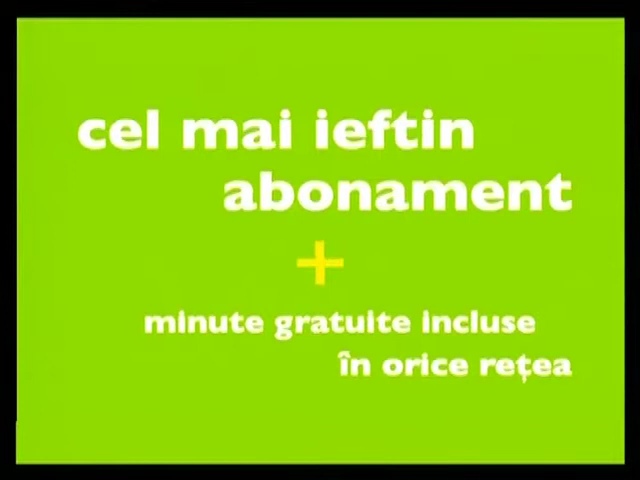 cel mai ieftin
abonament
+
minute gratuite incluse
în orice rețea